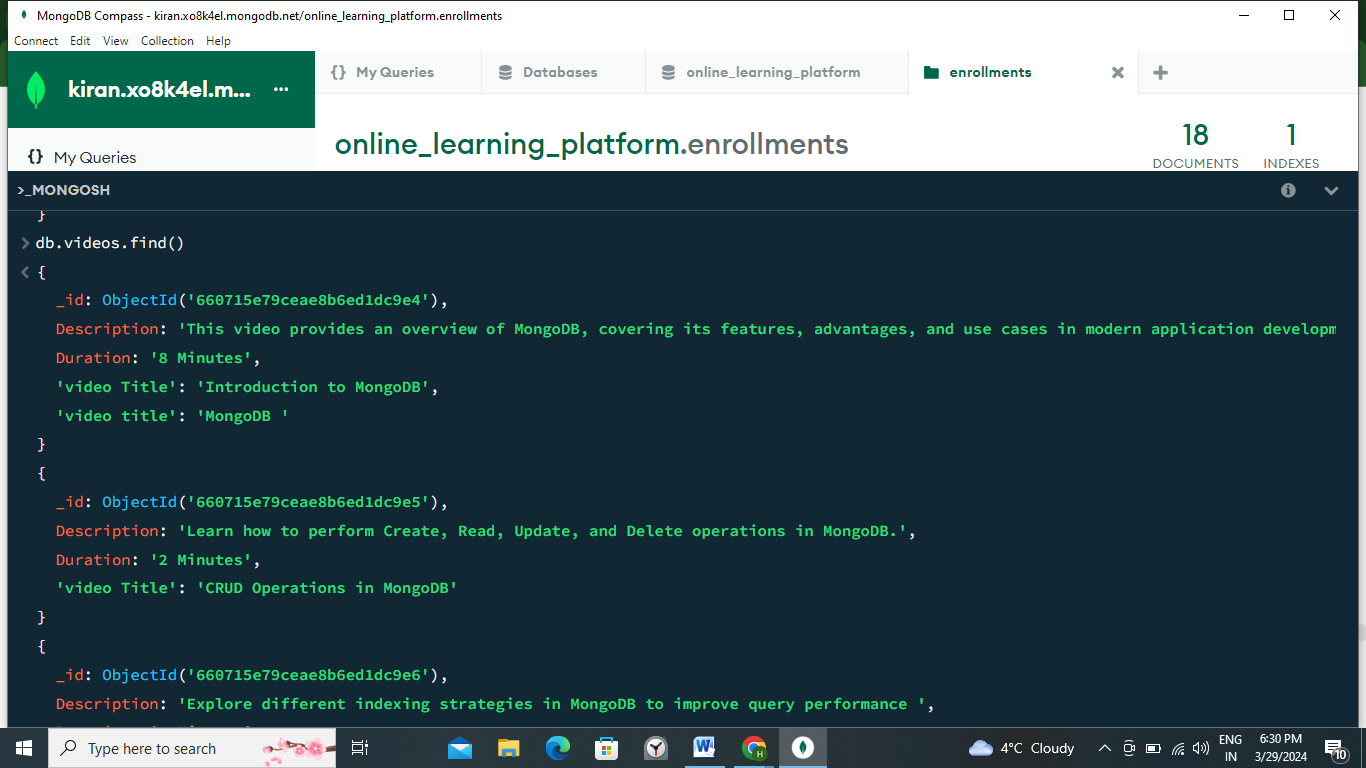 MongoDB Compass - kiran.xo8k4el.mongodb.net/online_learning_platform.enrollments
Connect Edit View Collection Help
kiran.xo8k4el.m... ...
{} My Queries
Databases
online_learning_platform
enrollments
{} My Queries
online_learning_platform.enrollments
18
DOCUMENTS
1
INDEXES
>_MONGOSH
}
> db.videos.find()
< {
_id: ObjectId('660715e79ceae8b6ed1dc9e4'),
Description: 'This video provides an overview of MongoDB, covering its features, advantages, and use cases in modern application developm
Duration: '8 Minutes',
'video Title': 'Introduction to MongoDB',
'video title': 'MongoDB '
}
{
_id: ObjectId('660715e79ceae8b6ed1dc9e5'),
Description: 'Learn how to perform Create, Read, Update, and Delete operations in MongoDB.',
Duration: '2 Minutes',
'video Title': 'CRUD Operations in MongoDB'
}
{
_id: ObjectId('660715e79ceae8b6ed1dc9e6'),
Description: 'Explore different indexing strategies in MongoDB to improve query performance ',
Type here to search
4°C Cloudy
ENG
IN
6:30 PM
3/29/2024
10